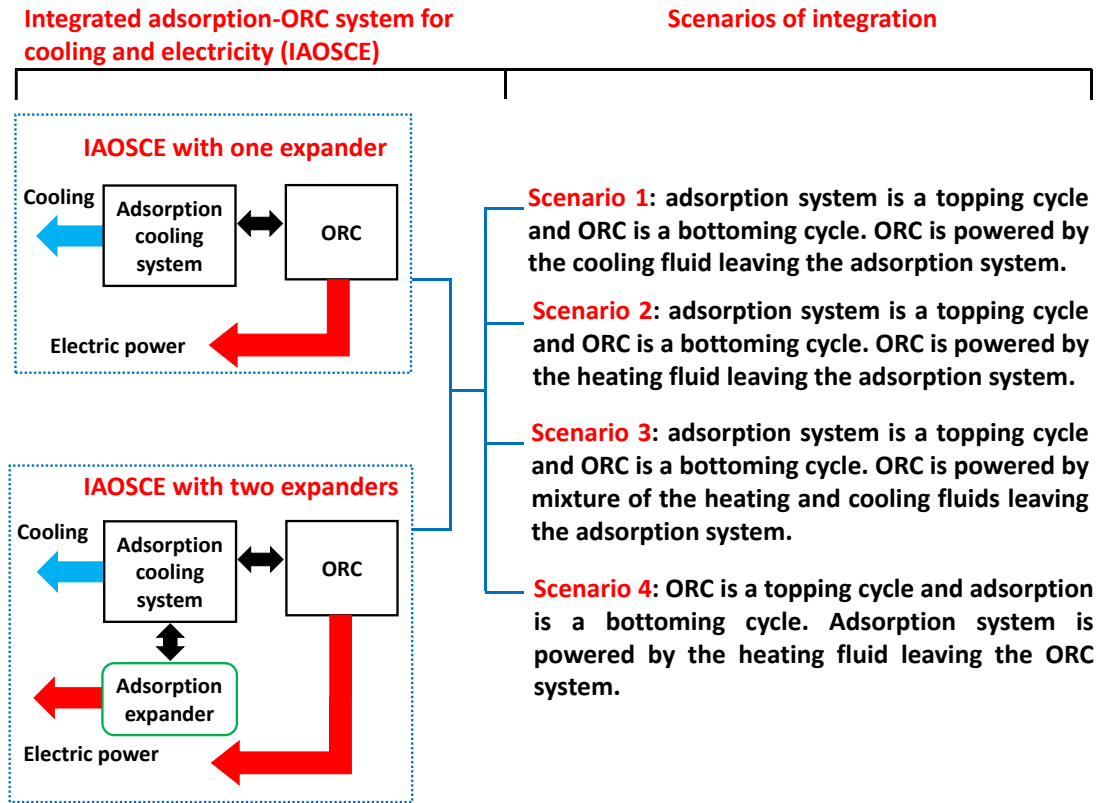 Integrated adsorption-ORC system for
cooling and electricity (IAOSCE)
Scenarios of integration
IAOSCE with one expander
Cooling
Adsorption
cooling
system
ORC
Electric power
IAOSCE with two expanders
Cooling
Adsorption
cooling
system
ORC
Adsorption
expander
Electric power
Scenario 1: adsorption system is a topping cycle
and ORC is a bottoming cycle. ORC is powered by
the cooling fluid leaving the adsorption system.
Scenario 2: adsorption system is a topping cycle
and ORC is a bottoming cycle. ORC is powered by
the heating fluid leaving the adsorption system.
Scenario 3: adsorption system is a topping cycle
and ORC is a bottoming cycle. ORC is powered by
mixture of the heating and cooling fluids leaving
the adsorption system.
Scenario 4: ORC is a topping cycle and adsorption
is a bottoming cycle. Adsorption system is
powered by the heating fluid leaving the ORC
system.